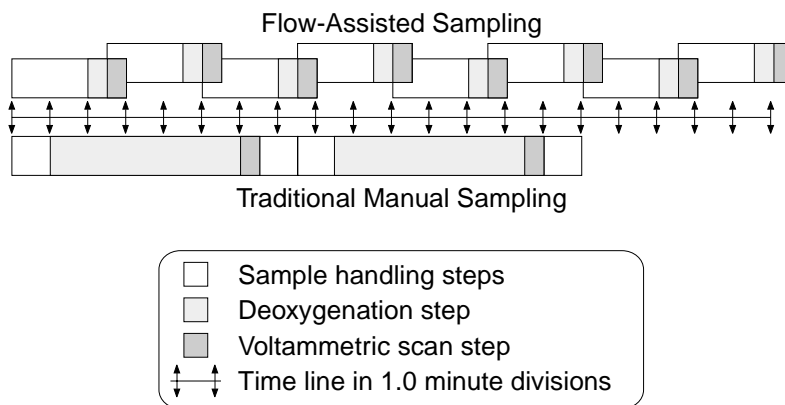 Flow-Assisted Sampling
Traditional Manual Sampling
Sample handling steps
Deoxygenation step
Voltammetric scan step
Time line in 1.0 minute divisions